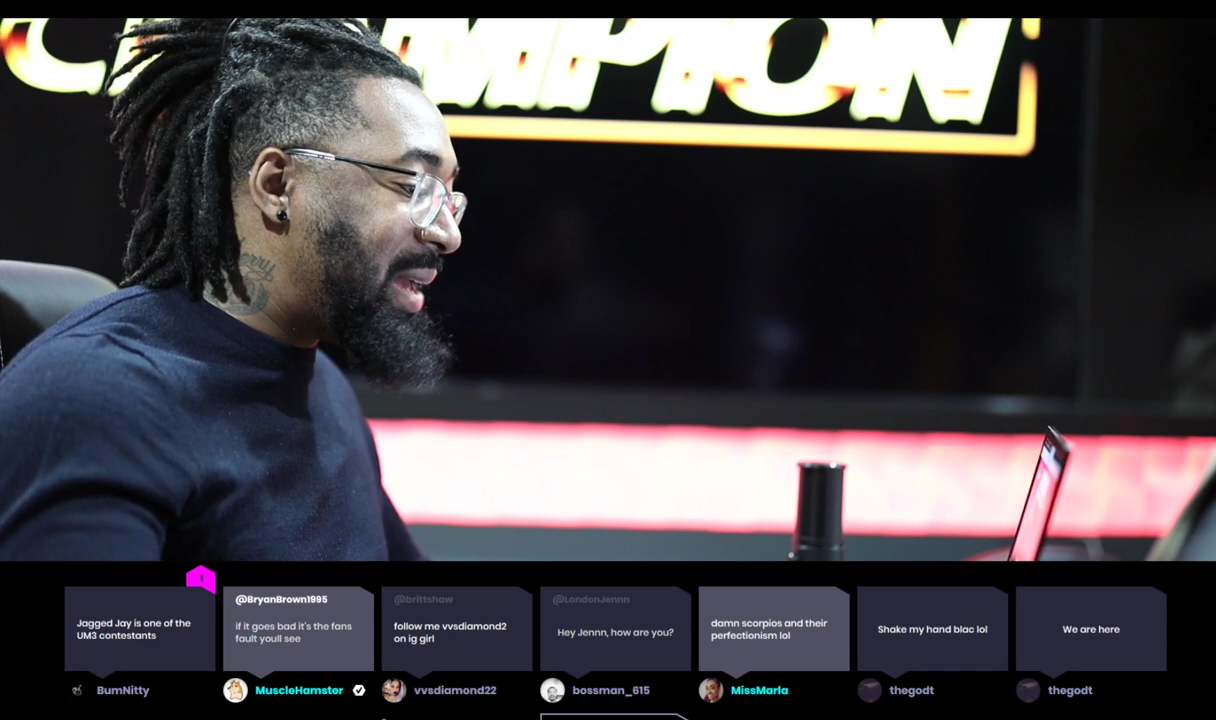 CHAMPION
1
Jagged Jay is one of the
UM3 contestants
BumNitty
@BryanBrown1995
if it goes bad it's the fans
fault youll see
MuscleHamster
@brittshaw
follow me vvsdiamond2
on ig girl
vvsdiamond22
@LondonJennn
Hey Jennn, how are you?
bossman_615
damn scorpios and their
perfectionism lol
MissMarla
Shake my hand blac lol
thegodt
We are here
thegodt